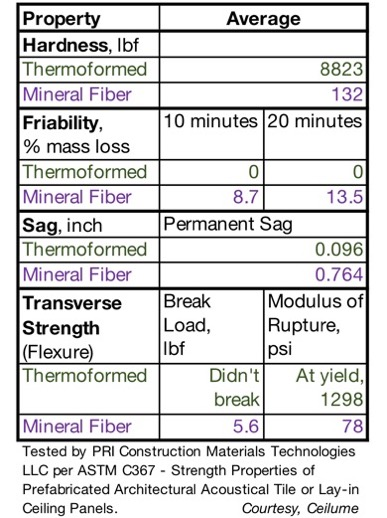 Property Average
Hardness, lbf
Thermoformed 8823
Mineral Fiber 132
Friability, 10 minutes 20 minutes
% mass loss
Thermoformed 0 0
Mineral Fiber 8.7 13.5
Sag, inch Permanent Sag
Thermoformed 0.096
Mineral Fiber 0.764
Transverse Break Modulus of
Strength Load, Rupture,
(Flexure) lbf psi
Thermoformed Didn't At yield,
break 1298
Mineral Fiber 5.6 78
Tested by PRI Construction Materials Technologies
LLC per ASTM C367 - Strength Properties of
Prefabricated Architectural Acoustical Tile or Lay-in
Ceiling Panels. Courtesy, Ceilume